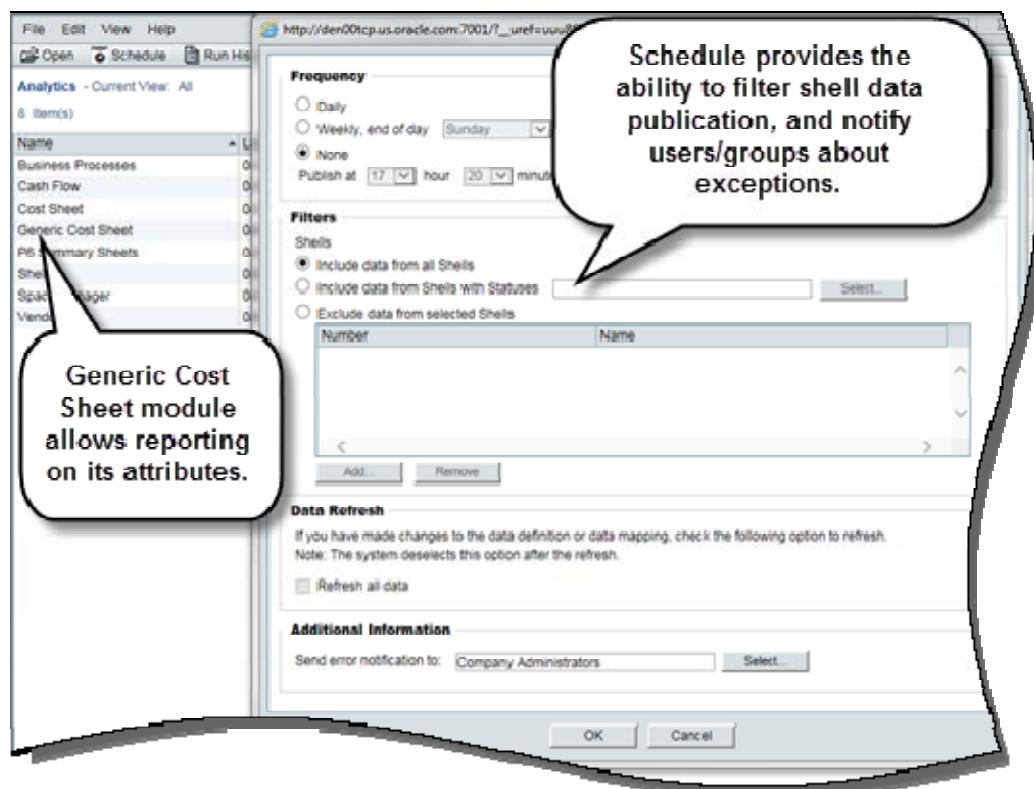 File Edit View Help
Open Schedule Run His
Analytics - Current View: All
8 Item(s)
Name
Business Processes
Cash Flow
Cost Sheet
Generic Cost Sheet
P6 Summary Sheets
Generic Cost Sheet module allows reporting on its attributes.
http://den00tcp.us.oracle.com:7001/?__uref=uuu8
Frequency
Daily
Weekly, end of day Sunday
None
Publish at 17 hour 20 minut
Schedule provides the ability to filter shell data publication, and notify users/groups about exceptions.
Filters
Shells
Include data from all Shells
Include data from Shells with Statuses Select...
Exclude data from selected Shells
Number Name
Add... Remove
Data Refresh
If you have made changes to the data definition or data mapping, check the following option to refresh.
Note: The system deselects this option after the refresh.
Refresh all data
Additional Information
Send error notification to: Company Administrators Select...
OK Cancel